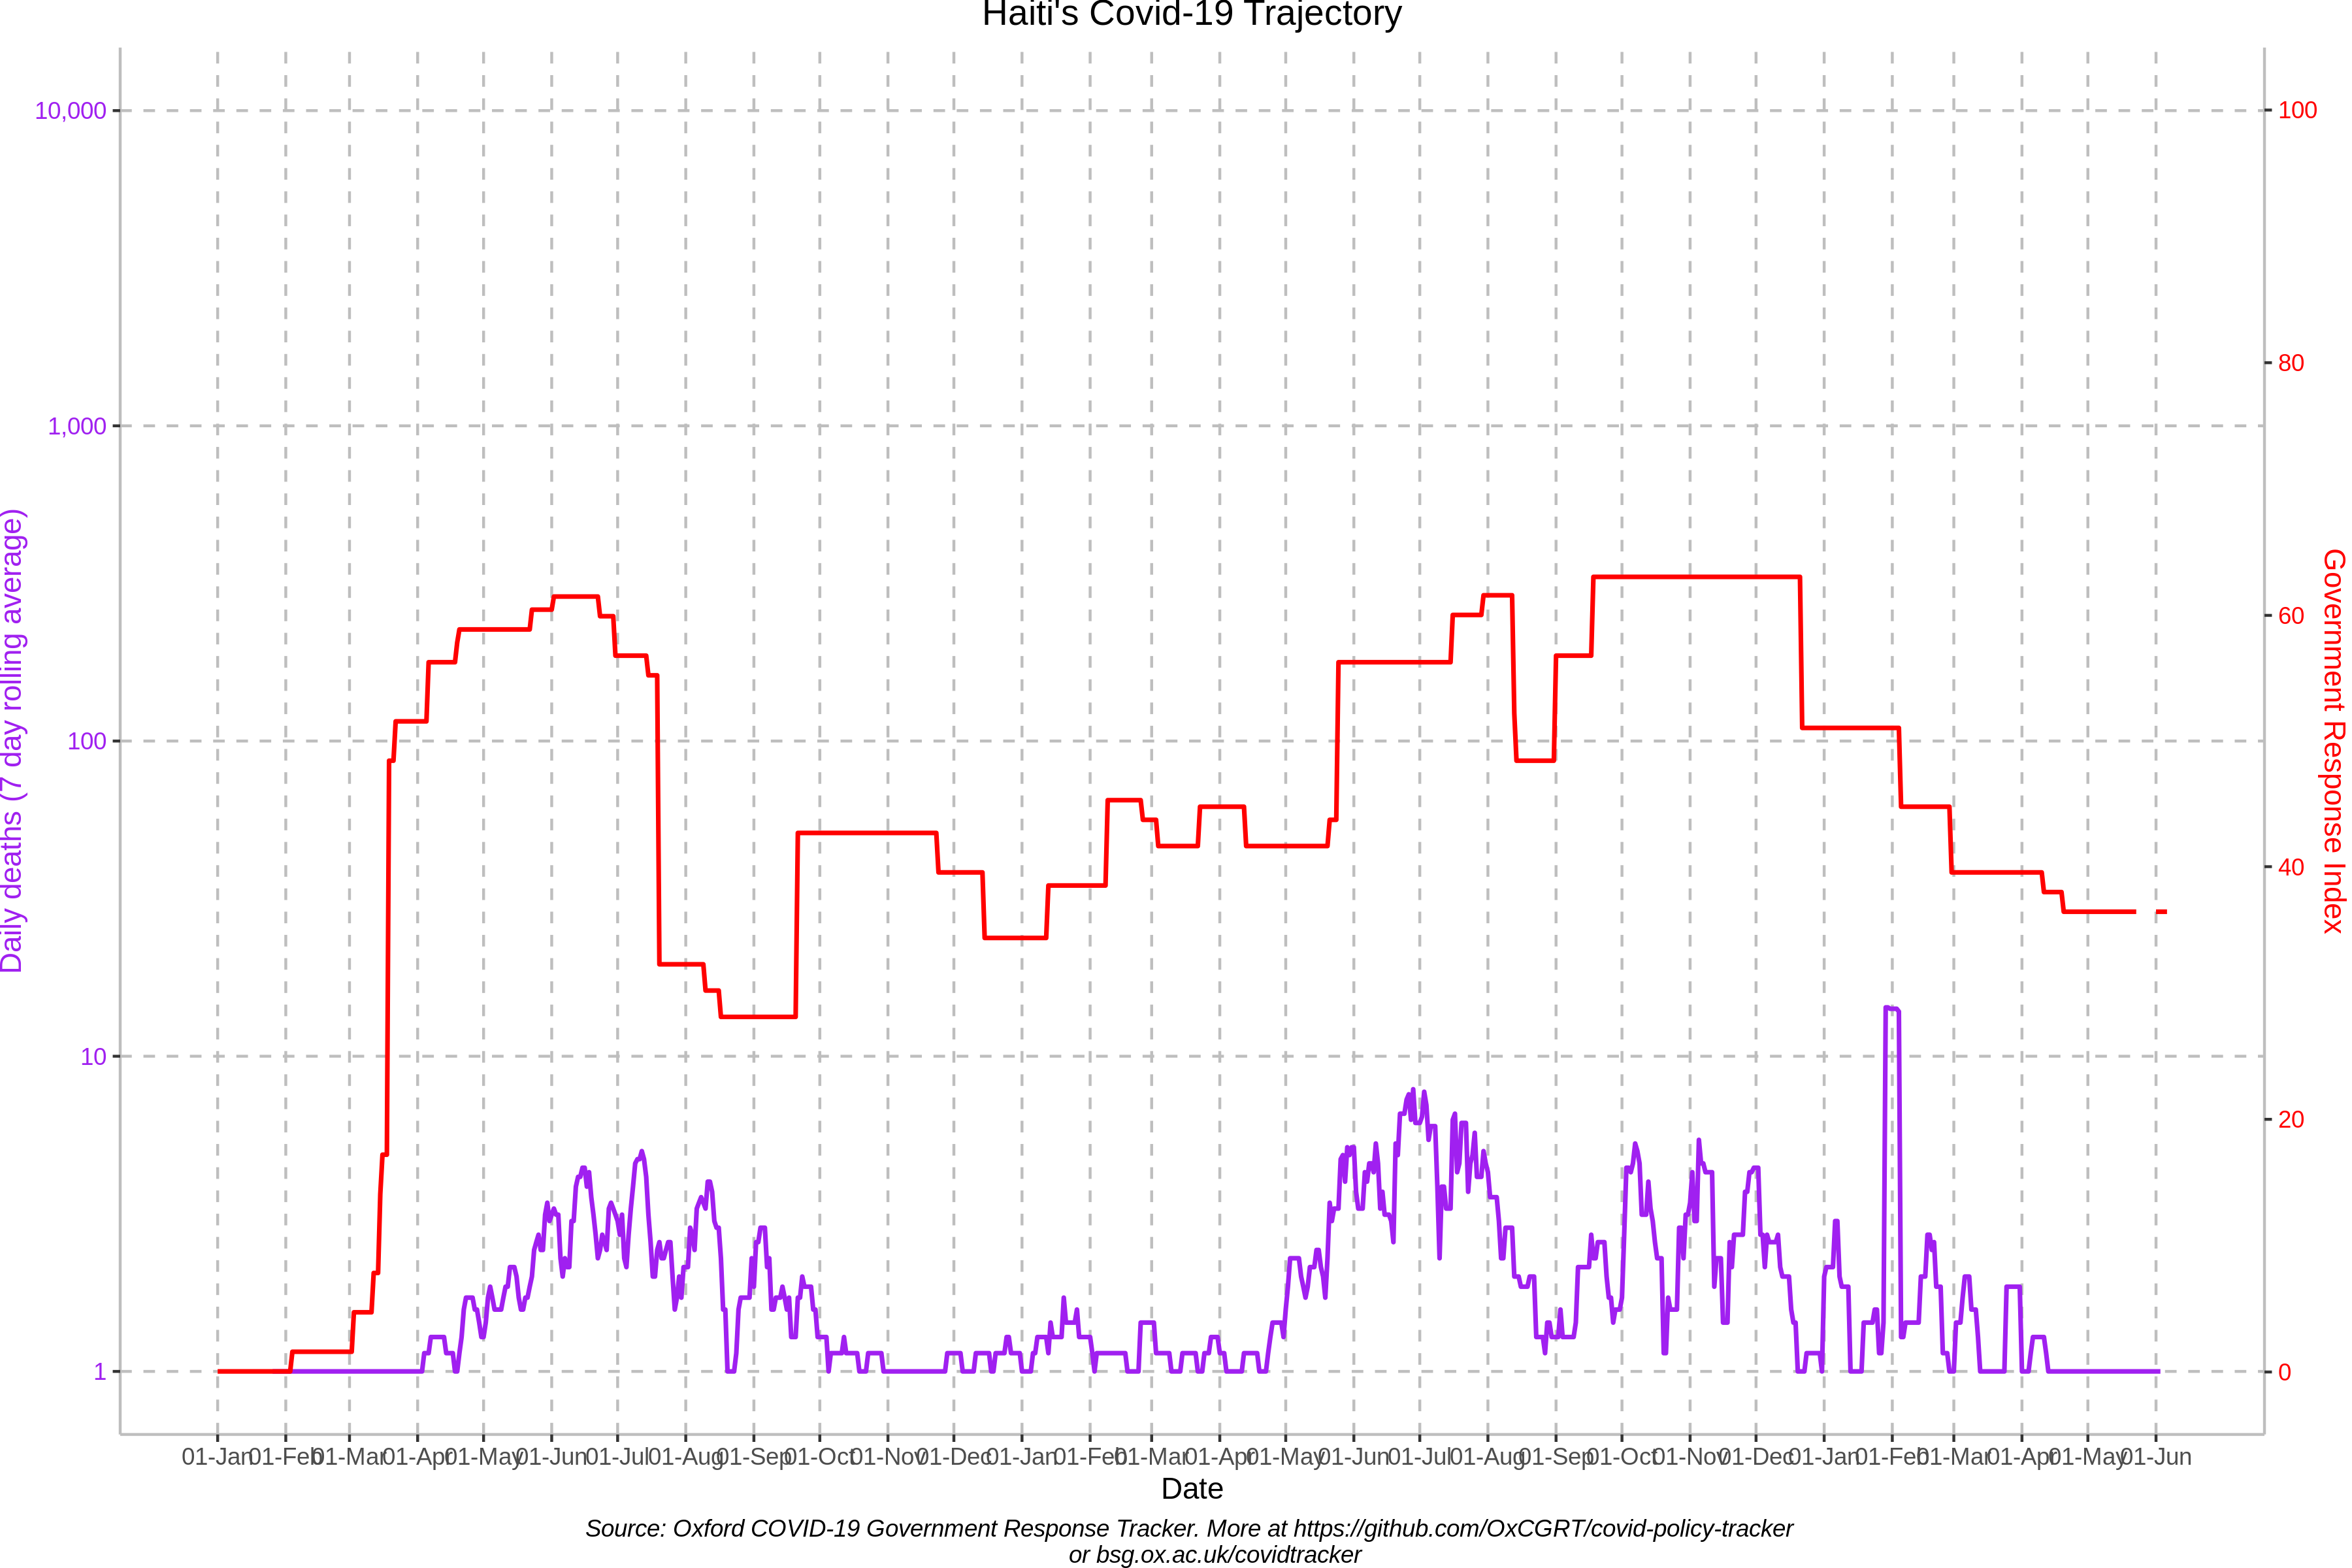 Haiti's Covid-19 Trajectory
10,000
1,000
100
10
1
Daily deaths (7 day rolling average)
100
80
60
40
20
0
Government Response Index
01-Jan 01-Feb 01-Mar 01-Apr 01-May 01-Jun 01-Jul 01-Aug 01-Sep 01-Oct 01-Nov 01-Dec 01-Jan 01-Feb 01-Mar 01-Apr 01-May 01-Jun 01-Jul 01-Aug 01-Sep 01-Oct 01-Nov 01-Dec 01-Jan 01-Feb 01-Mar 01-Apr 01-May 01-Jun
Date
Source: Oxford COVID-19 Government Response Tracker. More at https://github.com/OxCGRT/covid-policy-tracker
or bsg.ox.ac.uk/covidtracker